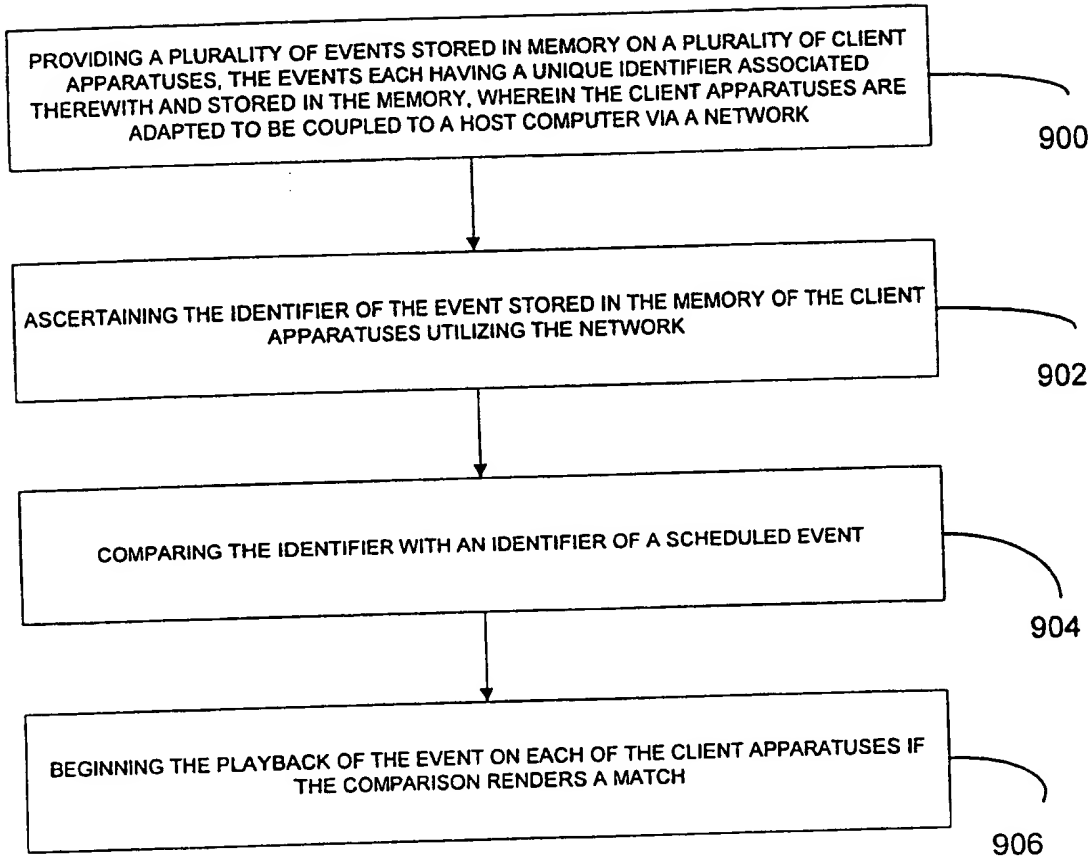 PROVIDING A PLURALITY OF EVENTS STORED IN MEMORY ON A PLURALITY OF CLIENT
APPARATUSES, THE EVENTS EACH HAVING A UNIQUE IDENTIFIER ASSOCIATED
THEREWITH AND STORED IN THE MEMORY, WHEREIN THE CLIENT APPARATUSES ARE
ADAPTED TO BE COUPLED TO A HOST COMPUTER VIA A NETWORK
900
ASCERTAINING THE IDENTIFIER OF THE EVENT STORED IN THE MEMORY OF THE CLIENT
APPARATUSES UTILIZING THE NETWORK
902
COMPARING THE IDENTIFIER WITH AN IDENTIFIER OF A SCHEDULED EVENT
904
BEGINNING THE PLAYBACK OF THE EVENT ON EACH OF THE CLIENT APPARATUSES IF
THE COMPARISON RENDERS A MATCH
906